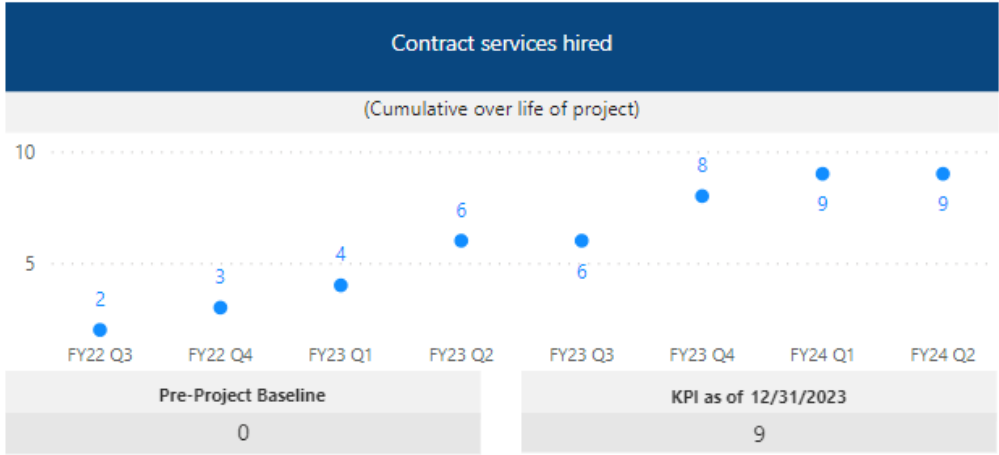 Contract services hired
(Cumulative over life of project)
10
8
9
9
6
6
5
4
3
2
FY22 Q3 FY22 Q4 FY23 Q1 FY23 Q2 FY23 Q3 FY23 Q4 FY24 Q1 FY24 Q2
Pre-Project Baseline
0
KPI as of 12/31/2023
9